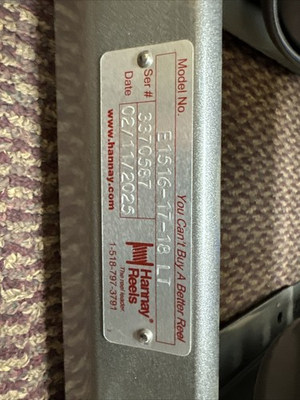 You Can't Buy A Better Reel
Model No. E1516-17-18 LT
Ser # 3370587
Date 02/11/2025
Hannay®
Reels
The reel leader
www.hannay.com
1-518-797-3791